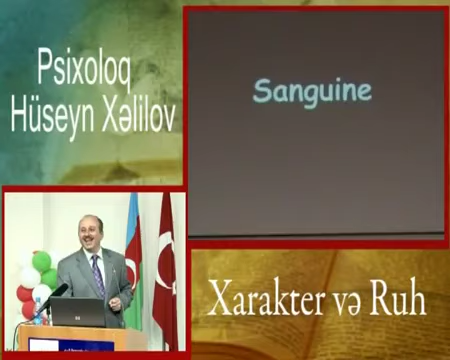 Psixoloq
Hüseyn Xəlilov
Sanguine
Xarakter və Ruh